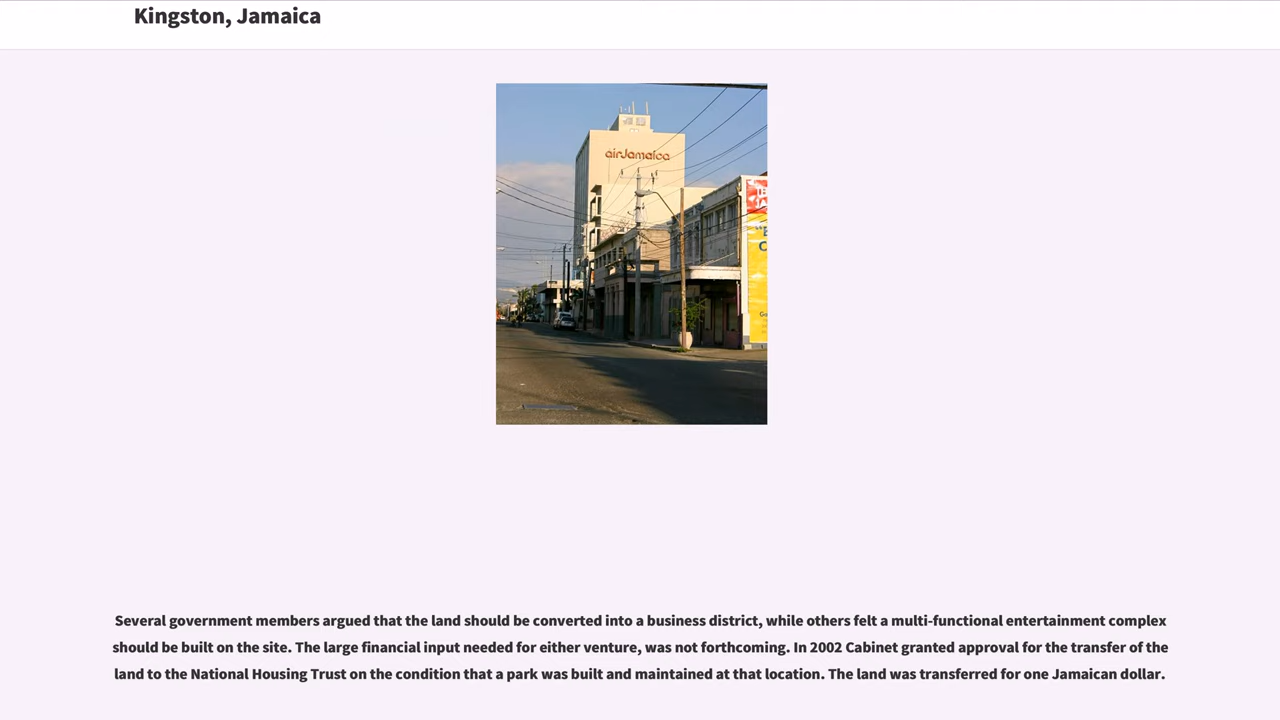 Kingston, Jamaica
airJamaica
Several government members argued that the land should be converted into a business district, while others felt a multi-functional entertainment complex
should be built on the site. The large financial input needed for either venture, was not forthcoming. In 2002 Cabinet granted approval for the transfer of the
land to the National Housing Trust on the condition that a park was built and maintained at that location. The land was transferred for one Jamaican dollar.